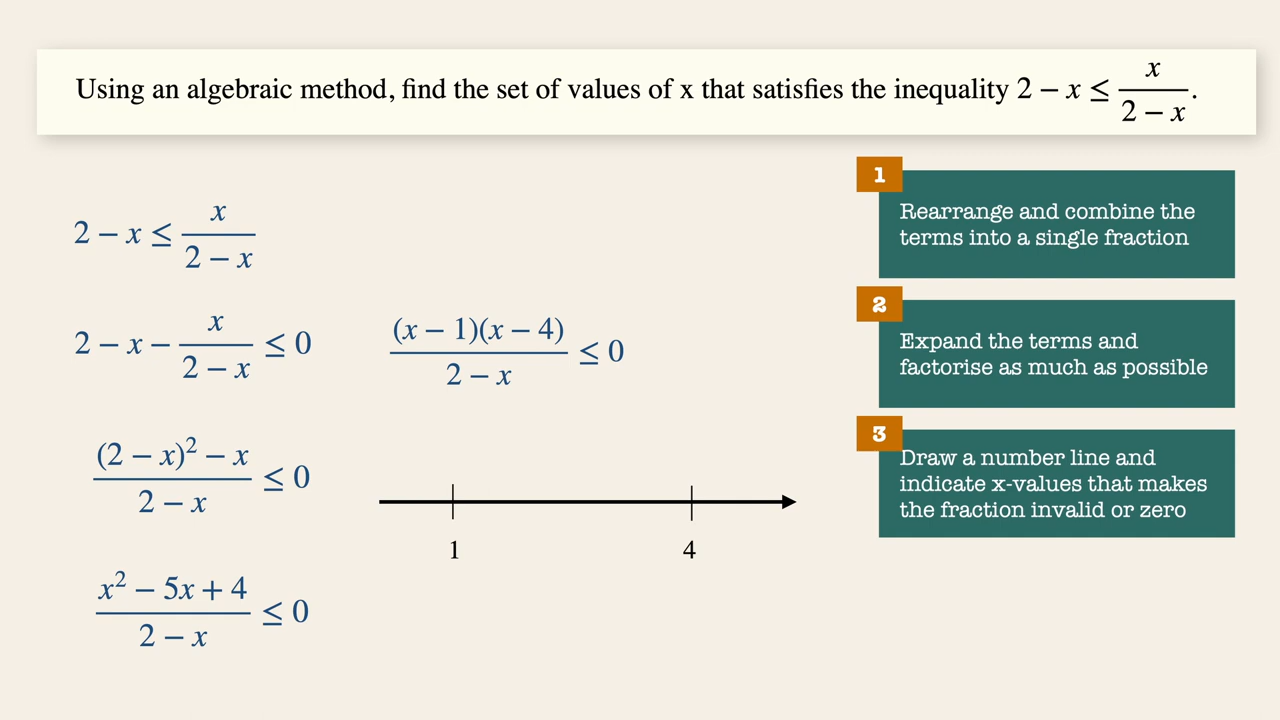 Using an algebraic method, find the set of values of x that satisfies the inequality 2 − x ≤ x / (2 − x).
2 − x ≤ x / (2 − x)
2 − x − x / (2 − x) ≤ 0
((2 − x)² − x) / (2 − x) ≤ 0
(x² − 5x + 4) / (2 − x) ≤ 0
((x − 1)(x − 4)) / (2 − x) ≤ 0
1 4
1
Rearrange and combine the
terms into a single fraction
2
Expand the terms and
factorise as much as possible
3
Draw a number line and
indicate x-values that makes
the fraction invalid or zero